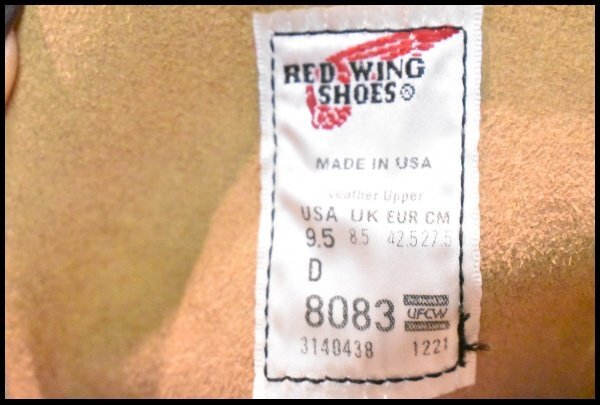 RED WING
SHOES®
MADE IN USA
Leather Upper
USA UK EUR CM
9.5 8.5 42.5 27.5
D
8083 UFCW
3140438 1221